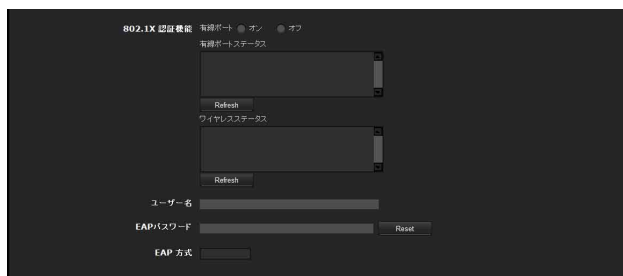 802.1X 認証機能 有線ポート オン オフ
有線ポートステータス
Refresh
ワイヤレスステータス
Refresh
ユーザー名
EAPパスワード Reset
EAP 方式